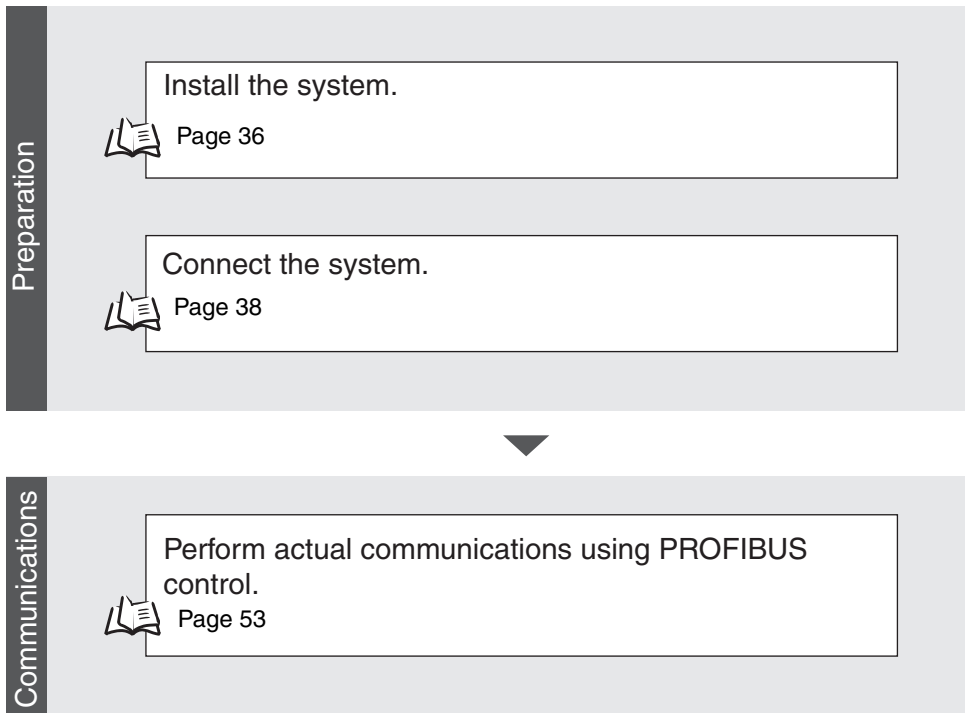 Preparation
Install the system.
Page 36
Connect the system.
Page 38
Communications
Perform actual communications using PROFIBUS
control.
Page 53